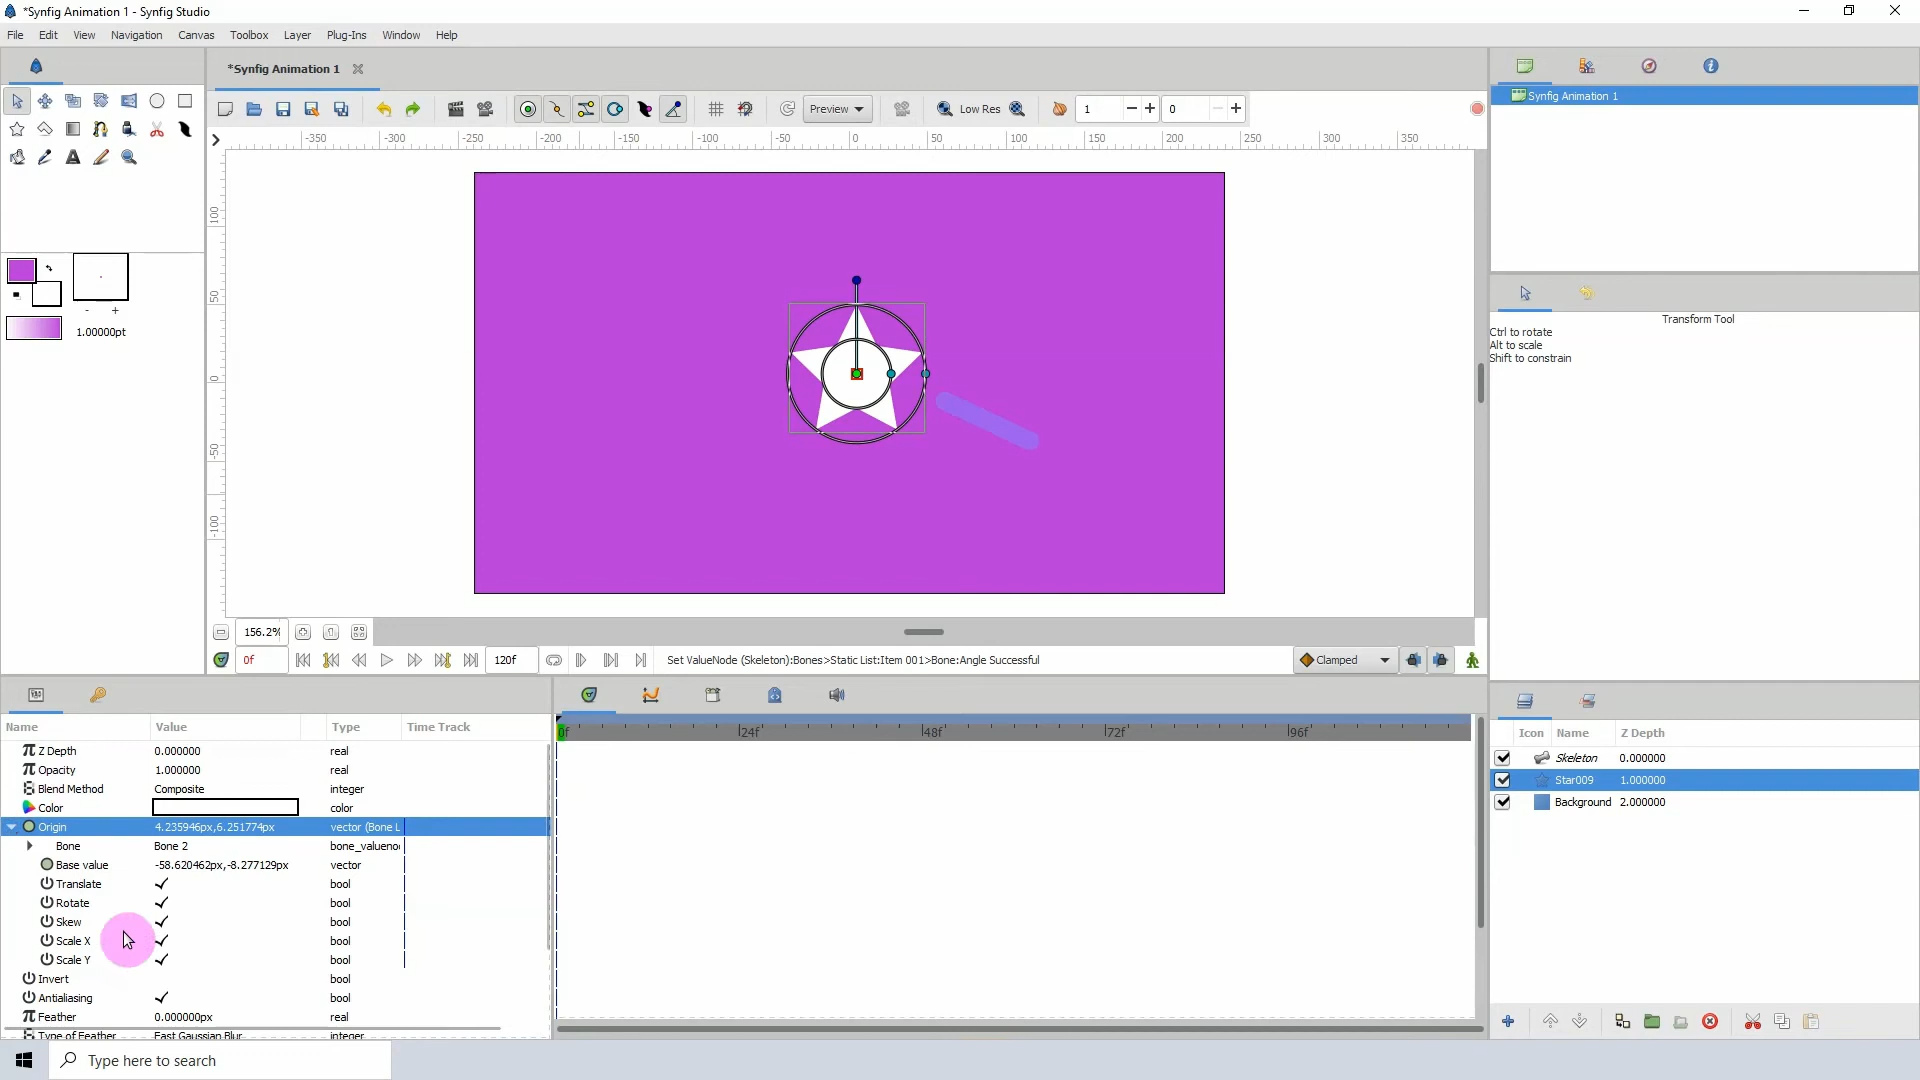 *Synfig Animation 1 - Synfig Studio
File Edit View Navigation Canvas Toolbox Layer Plug-Ins Window Help
*Synfig Animation 1
Synfig Animation 1
Preview Low Res 1 0
-350 -300 -250 -200 -150 -100 -50 0 50 100 150 200 250 300 350
100
50
0
-50
-100
- +
1.00000pt
Transform Tool
Ctrl to rotate
Alt to scale
Shift to constrain
156.2%
0f 120f Set ValueNode (Skeleton):Bones>Static List:Item 001>Bone:Angle Successful Clamped
Name Value Type Time Track
0f 24f 48f 72f 96f
Z Depth 0.000000 real
Opacity 1.000000 real
Blend Method Composite integer
Color color
Origin 4.235946px,6.251774px vector (Bone L
Bone Bone 2 bone_valueno
Base value -58.620462px,-8.277129px vector
Translate bool
Rotate bool
Skew bool
Scale X bool
Scale Y bool
Invert bool
Antialiasing bool
Feather 0.000000px real
Type of Feather Fast Gaussian Blur integer
Icon Name Z Depth
Skeleton 0.000000
Star009 1.000000
Background 2.000000
Type here to search